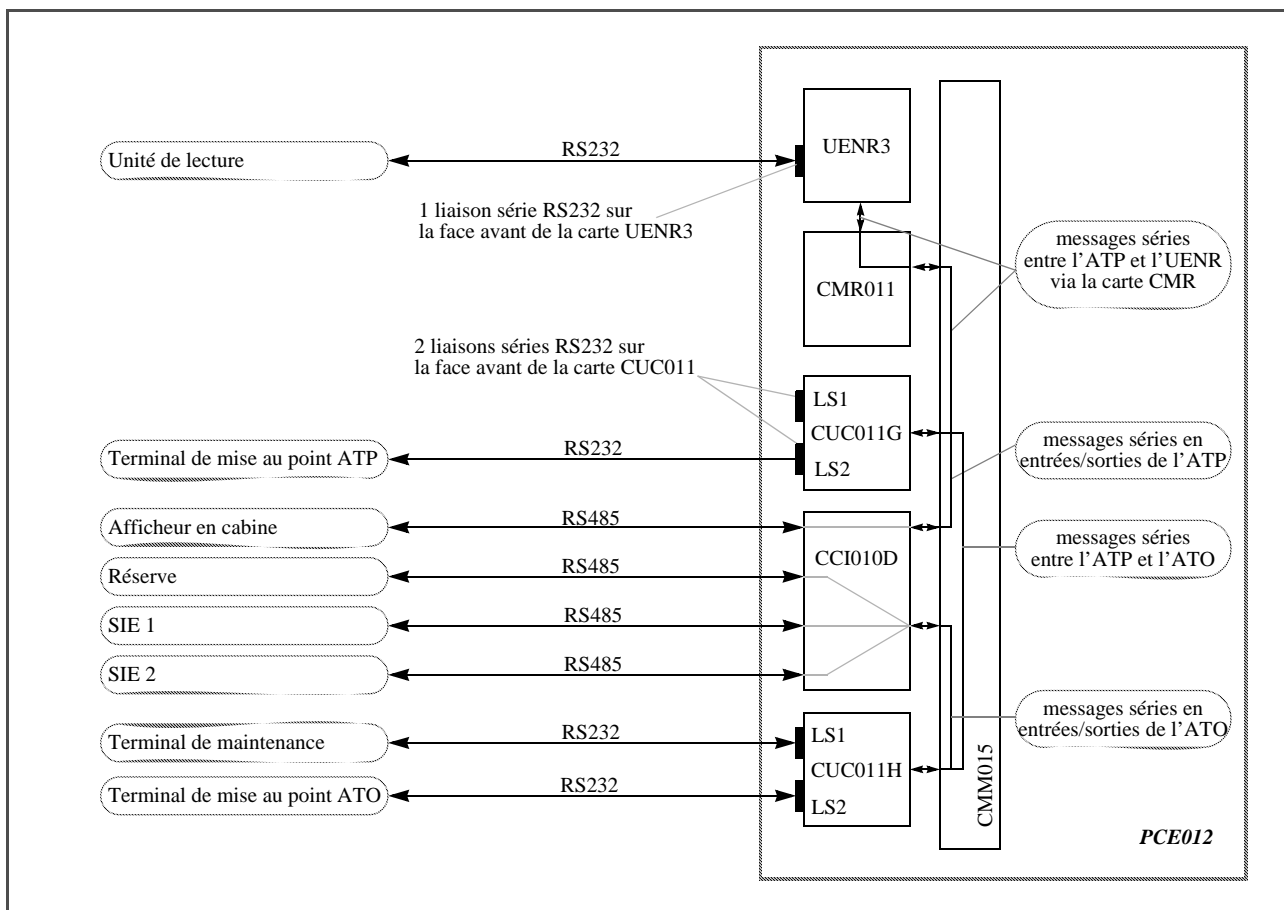 UENR3
Unité de lecture
RS232
1 liaison série RS232 sur
la face avant de la carte UENR3
messages séries
entre l'ATP et l'UENR
via la carte CMR
CMR011
2 liaisons séries RS232 sur
la face avant de la carte CUC011
LS1
CUC011G
LS2
Terminal de mise au point ATP
RS232
messages séries en
entrées/sorties de l'ATP
Afficheur en cabine
RS485
CCI010D
messages séries
entre l'ATP et l'ATO
Réserve
RS485
SIE 1
RS485
SIE 2
RS485
messages séries en
entrées/sorties de l'ATO
Terminal de maintenance
RS232
LS1
CUC011H
LS2
Terminal de mise au point ATO
RS232
CMM015
PCE012